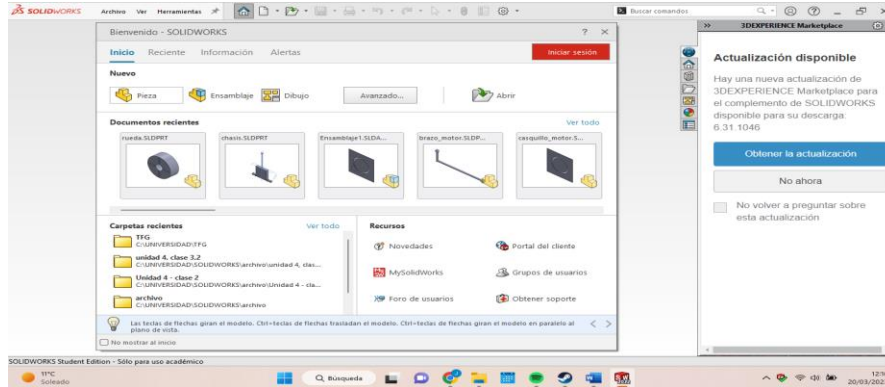 SOLIDWORKS Archivo Ver Herramientas Buscar comandos
Bienvenido - SOLIDWORKS
3DEXPERIENCE Marketplace
Inicio Reciente Información Alertas
Iniciar sesión
Nuevo
Pieza Ensamblaje Dibujo Avanzado... Abrir
Documentos recientes Ver todo
rueda.SLDPRT chasis.SLDPRT Ensamblaje1.SLDA... brazo_motor.SLDP... casquillo_motor.S...
Carpetas recientes Ver todo
TFG
C:\UNIVERSIDAD\TFG
unidad 4, clase 3.2
C:\UNIVERSIDAD\SOLIDWORKS\archivo\unidad 4, clas...
Unidad 4 - clase 2
C:\UNIVERSIDAD\SOLIDWORKS\archivo\Unidad 4 - cla...
archivo
C:\UNIVERSIDAD\SOLIDWORKS\archivo
Recursos
Novedades Portal del cliente
MySolidWorks Grupos de usuarios
Foro de usuarios Obtener soporte
Las teclas de flechas giran el modelo. Ctrl+teclas de flechas trasladan el modelo. Ctrl+teclas de flechas giran el modelo en paralelo al
plano de vista.
No mostrar al inicio
Actualización disponible
Hay una nueva actualización de
3DEXPERIENCE Marketplace para
el complemento de SOLIDWORKS
disponible para su descarga:
6.31.1046
Obtener la actualización
No ahora
No volver a preguntar sobre
esta actualización
SOLIDWORKS Student Edition - Sólo para uso académico
11°C
Soleado
Búsqueda